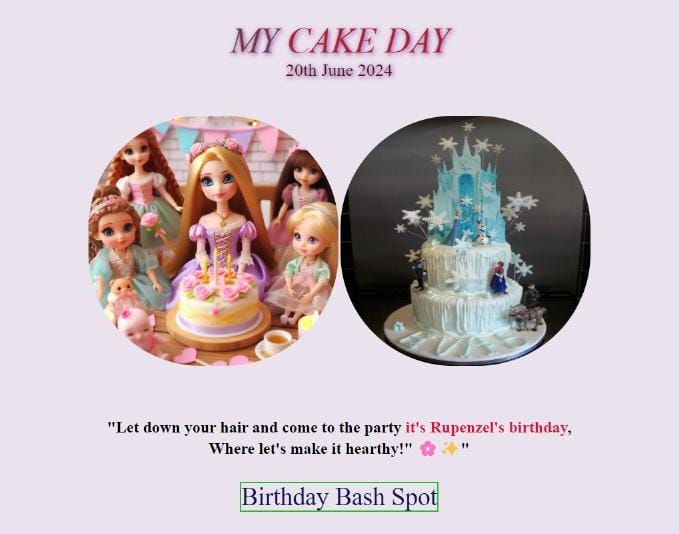 MY CAKE DAY
20th June 2024
"Let down your hair and come to the party it's Rupenzel's birthday,
Where let's make it hearthy!" 🌸 ✨"
Birthday Bash Spot